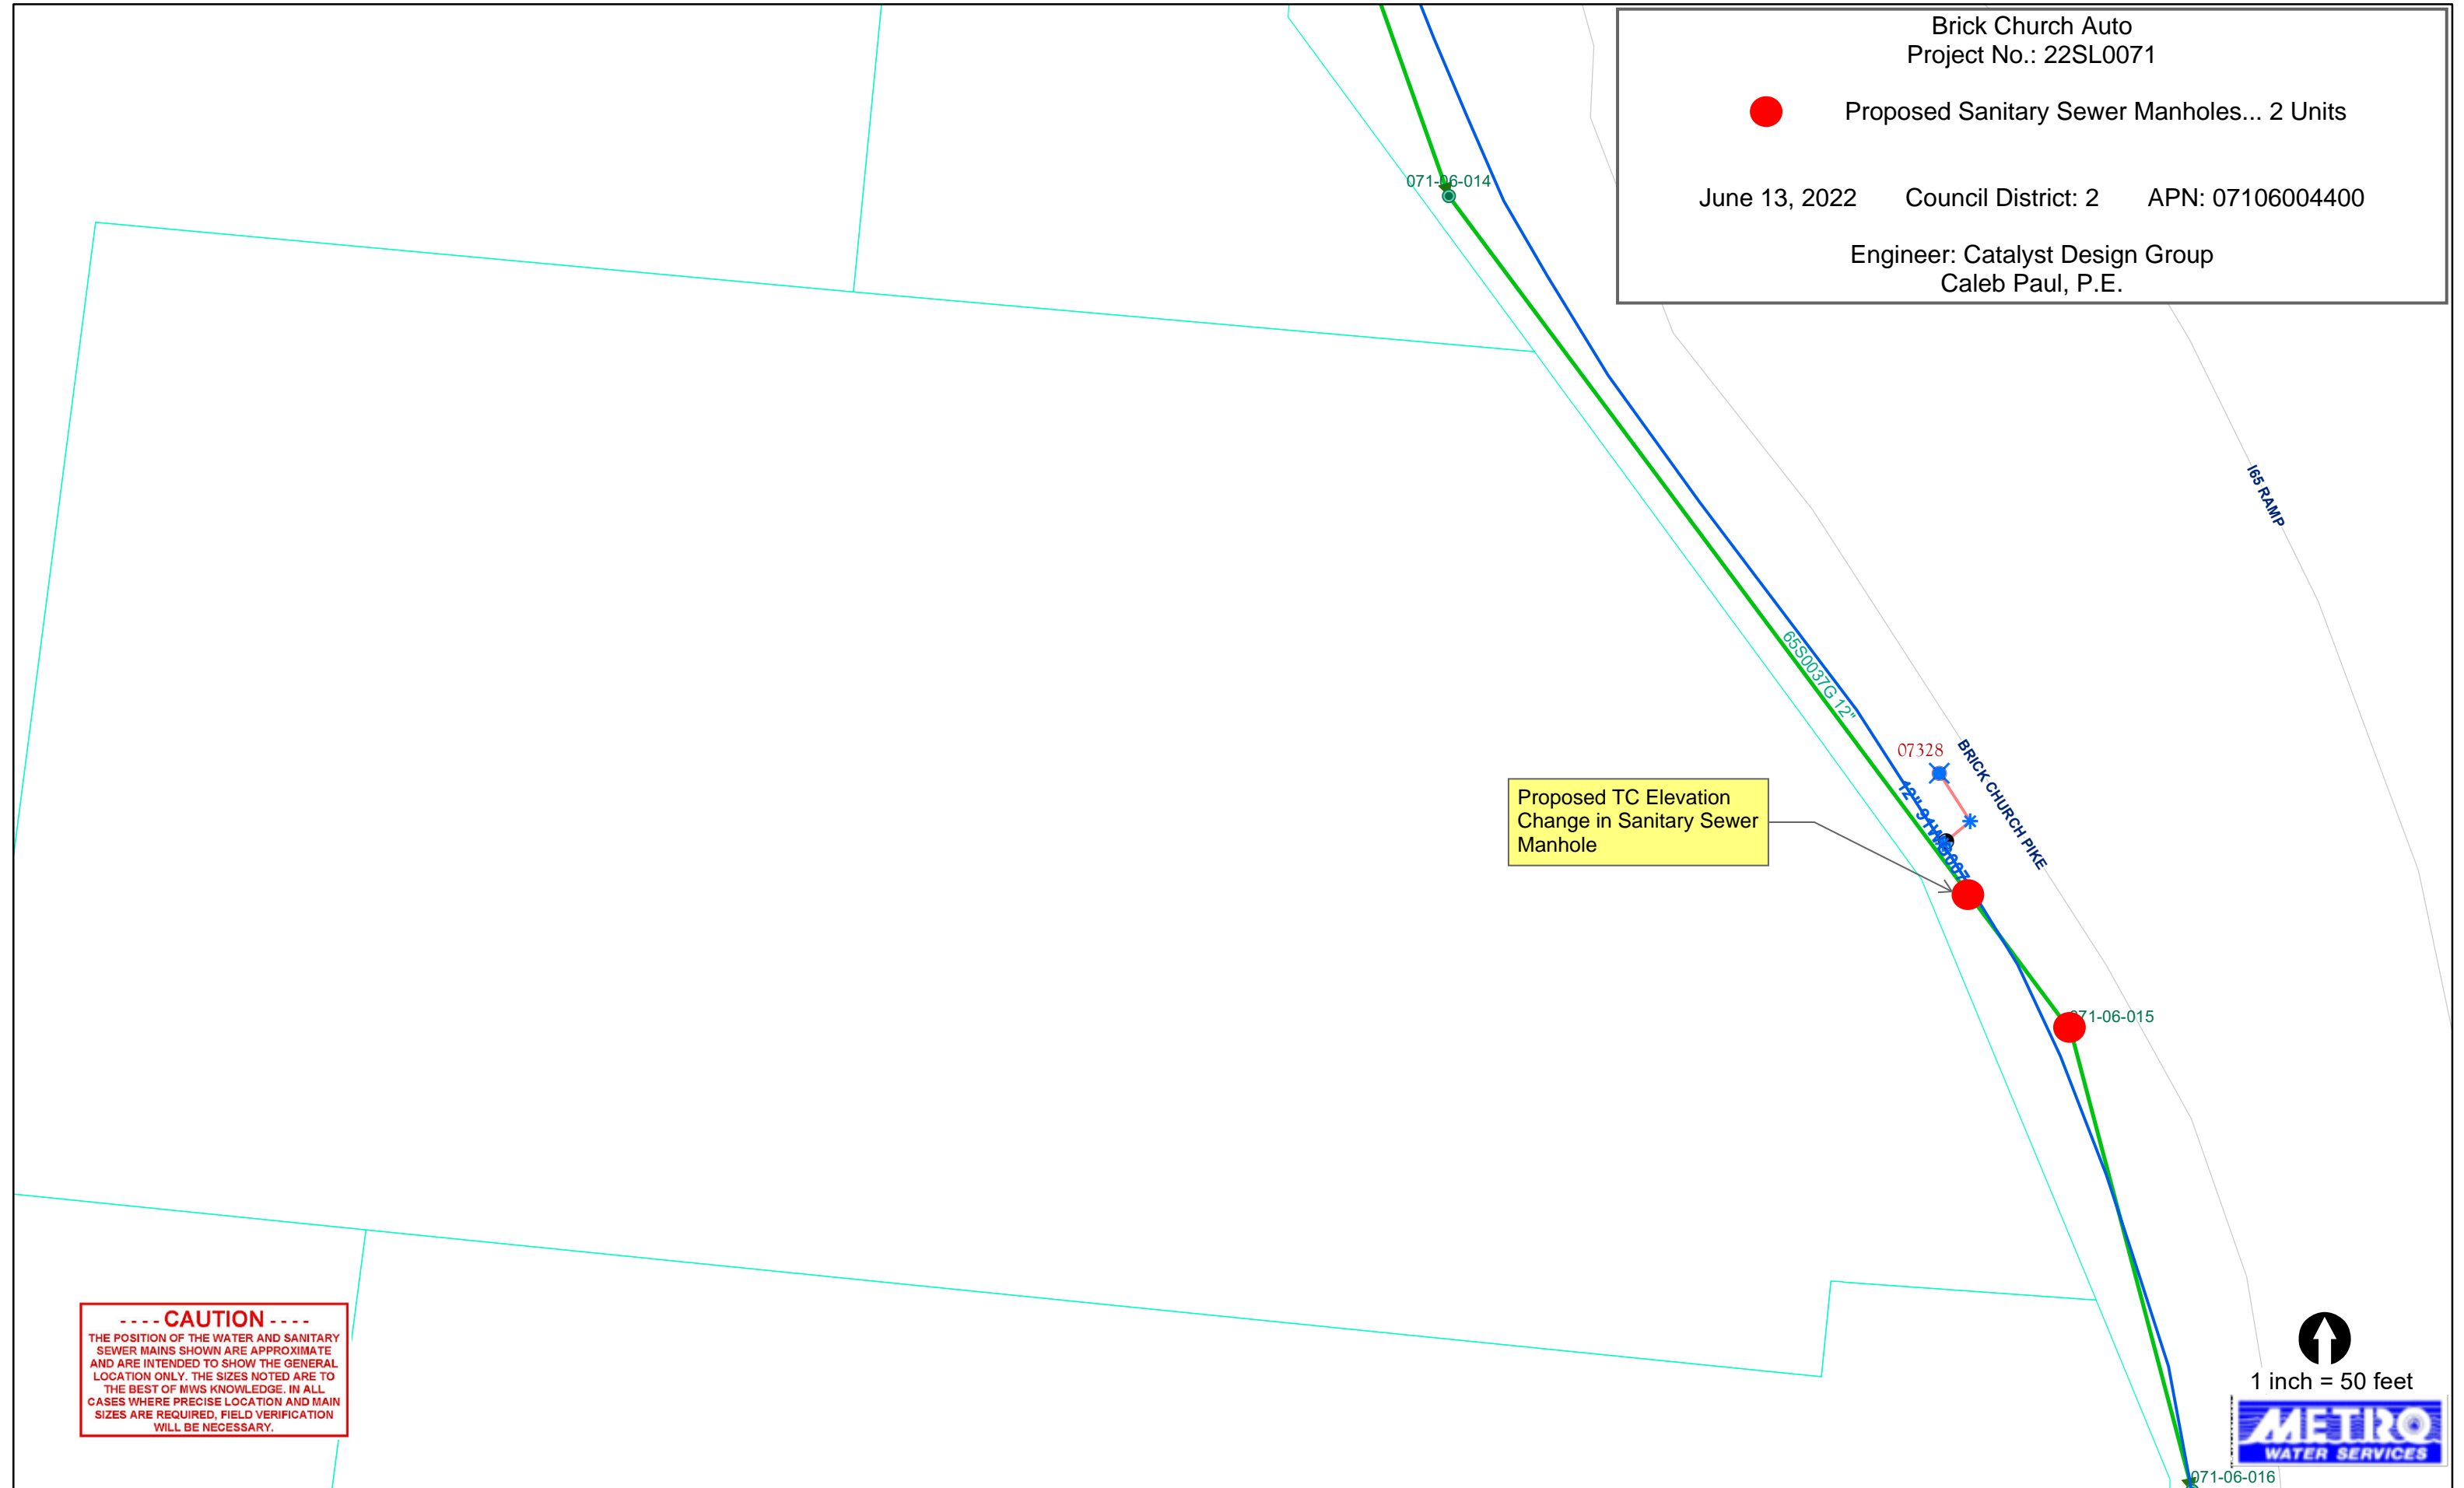 Brick Church Auto
Project No.: 22SL0071
Proposed Sanitary Sewer Manholes... 2 Units
June 13, 2022 Council District: 2 APN: 07106004400
Engineer: Catalyst Design Group
Caleb Paul, P.E.
071-06-014
I65 RAMP
65S0037G 12"
07328
BRICK CHURCH PIKE
12"
Proposed TC Elevation
Change in Sanitary Sewer
Manhole
071-06-015
- - - - CAUTION - - - -
THE POSITION OF THE WATER AND SANITARY
SEWER MAINS SHOWN ARE APPROXIMATE
AND ARE INTENDED TO SHOW THE GENERAL
LOCATION ONLY. THE SIZES NOTED ARE TO
THE BEST OF MWS KNOWLEDGE. IN ALL
CASES WHERE PRECISE LOCATION AND MAIN
SIZES ARE REQUIRED, FIELD VERIFICATION
WILL BE NECESSARY.
1 inch = 50 feet
METRO
WATER SERVICES
071-06-016